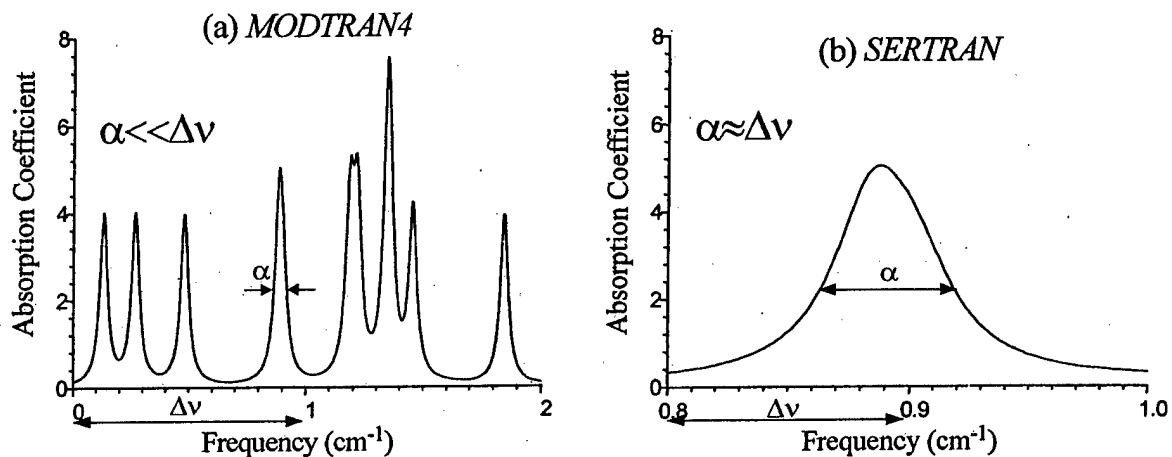 (a) MODTRAN4
Absorption Coefficient
8
6
4
2
0
α<<Δν
α
0
1
2
Δν
Frequency (cm⁻¹)
(b) SERTRAN
Absorption Coefficient
8
6
4
2
0
α≈Δν
α
0.8
0.9
1.0
Δν
Frequency (cm⁻¹)